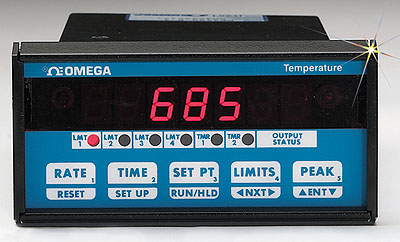 OMEGA Temperature
685
LMT 1 LMT 2 LMT 3 LMT 4 TMR 1 TMR 2 OUTPUT STATUS
RATE 1 TIME 2 SET PT 3 LIMITS 4 PEAK 5
RESET SET UP RUN/HLD ◄NXT► ▲ENT▼